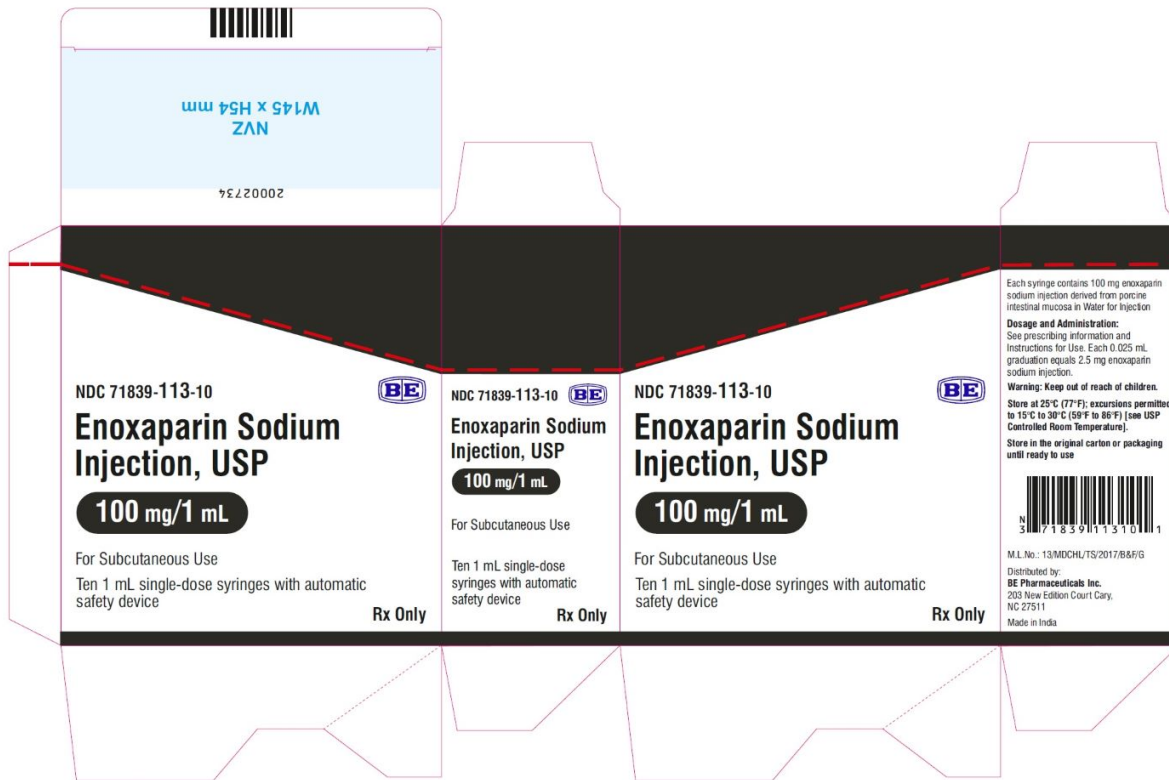 NVZ
W145 x H54 mm
20002734
NDC 71839-113-10
BE
Enoxaparin Sodium
Injection, USP
100 mg/1 mL
For Subcutaneous Use
Ten 1 mL single-dose syringes with automatic
safety device
Rx Only
NDC 71839-113-10
BE
Enoxaparin Sodium
Injection, USP
100 mg/1 mL
For Subcutaneous Use
Ten 1 mL single-dose
syringes with automatic
safety device
Rx Only
NDC 71839-113-10
BE
Enoxaparin Sodium
Injection, USP
100 mg/1 mL
For Subcutaneous Use
Ten 1 mL single-dose syringes with automatic
safety device
Rx Only
Each syringe contains 100 mg enoxaparin
sodium injection derived from porcine
intestinal mucosa in Water for Injection
Dosage and Administration:
See prescribing information and
Instructions for Use. Each 0.025 mL
graduation equals 2.5 mg enoxaparin
sodium injection.
Warning: Keep out of reach of children.
Store at 25°C (77°F); excursions permitted
to 15°C to 30°C (59°F to 86°F) [see USP
Controlled Room Temperature].
Store in the original carton or packaging
until ready to use
N
3 71839 11310 1
M.L.No.: 13/MDCHL/TS/2017/B&F/G
Distributed by:
BE Pharmaceuticals Inc.
203 New Edition Court Cary,
NC 27511
Made in India